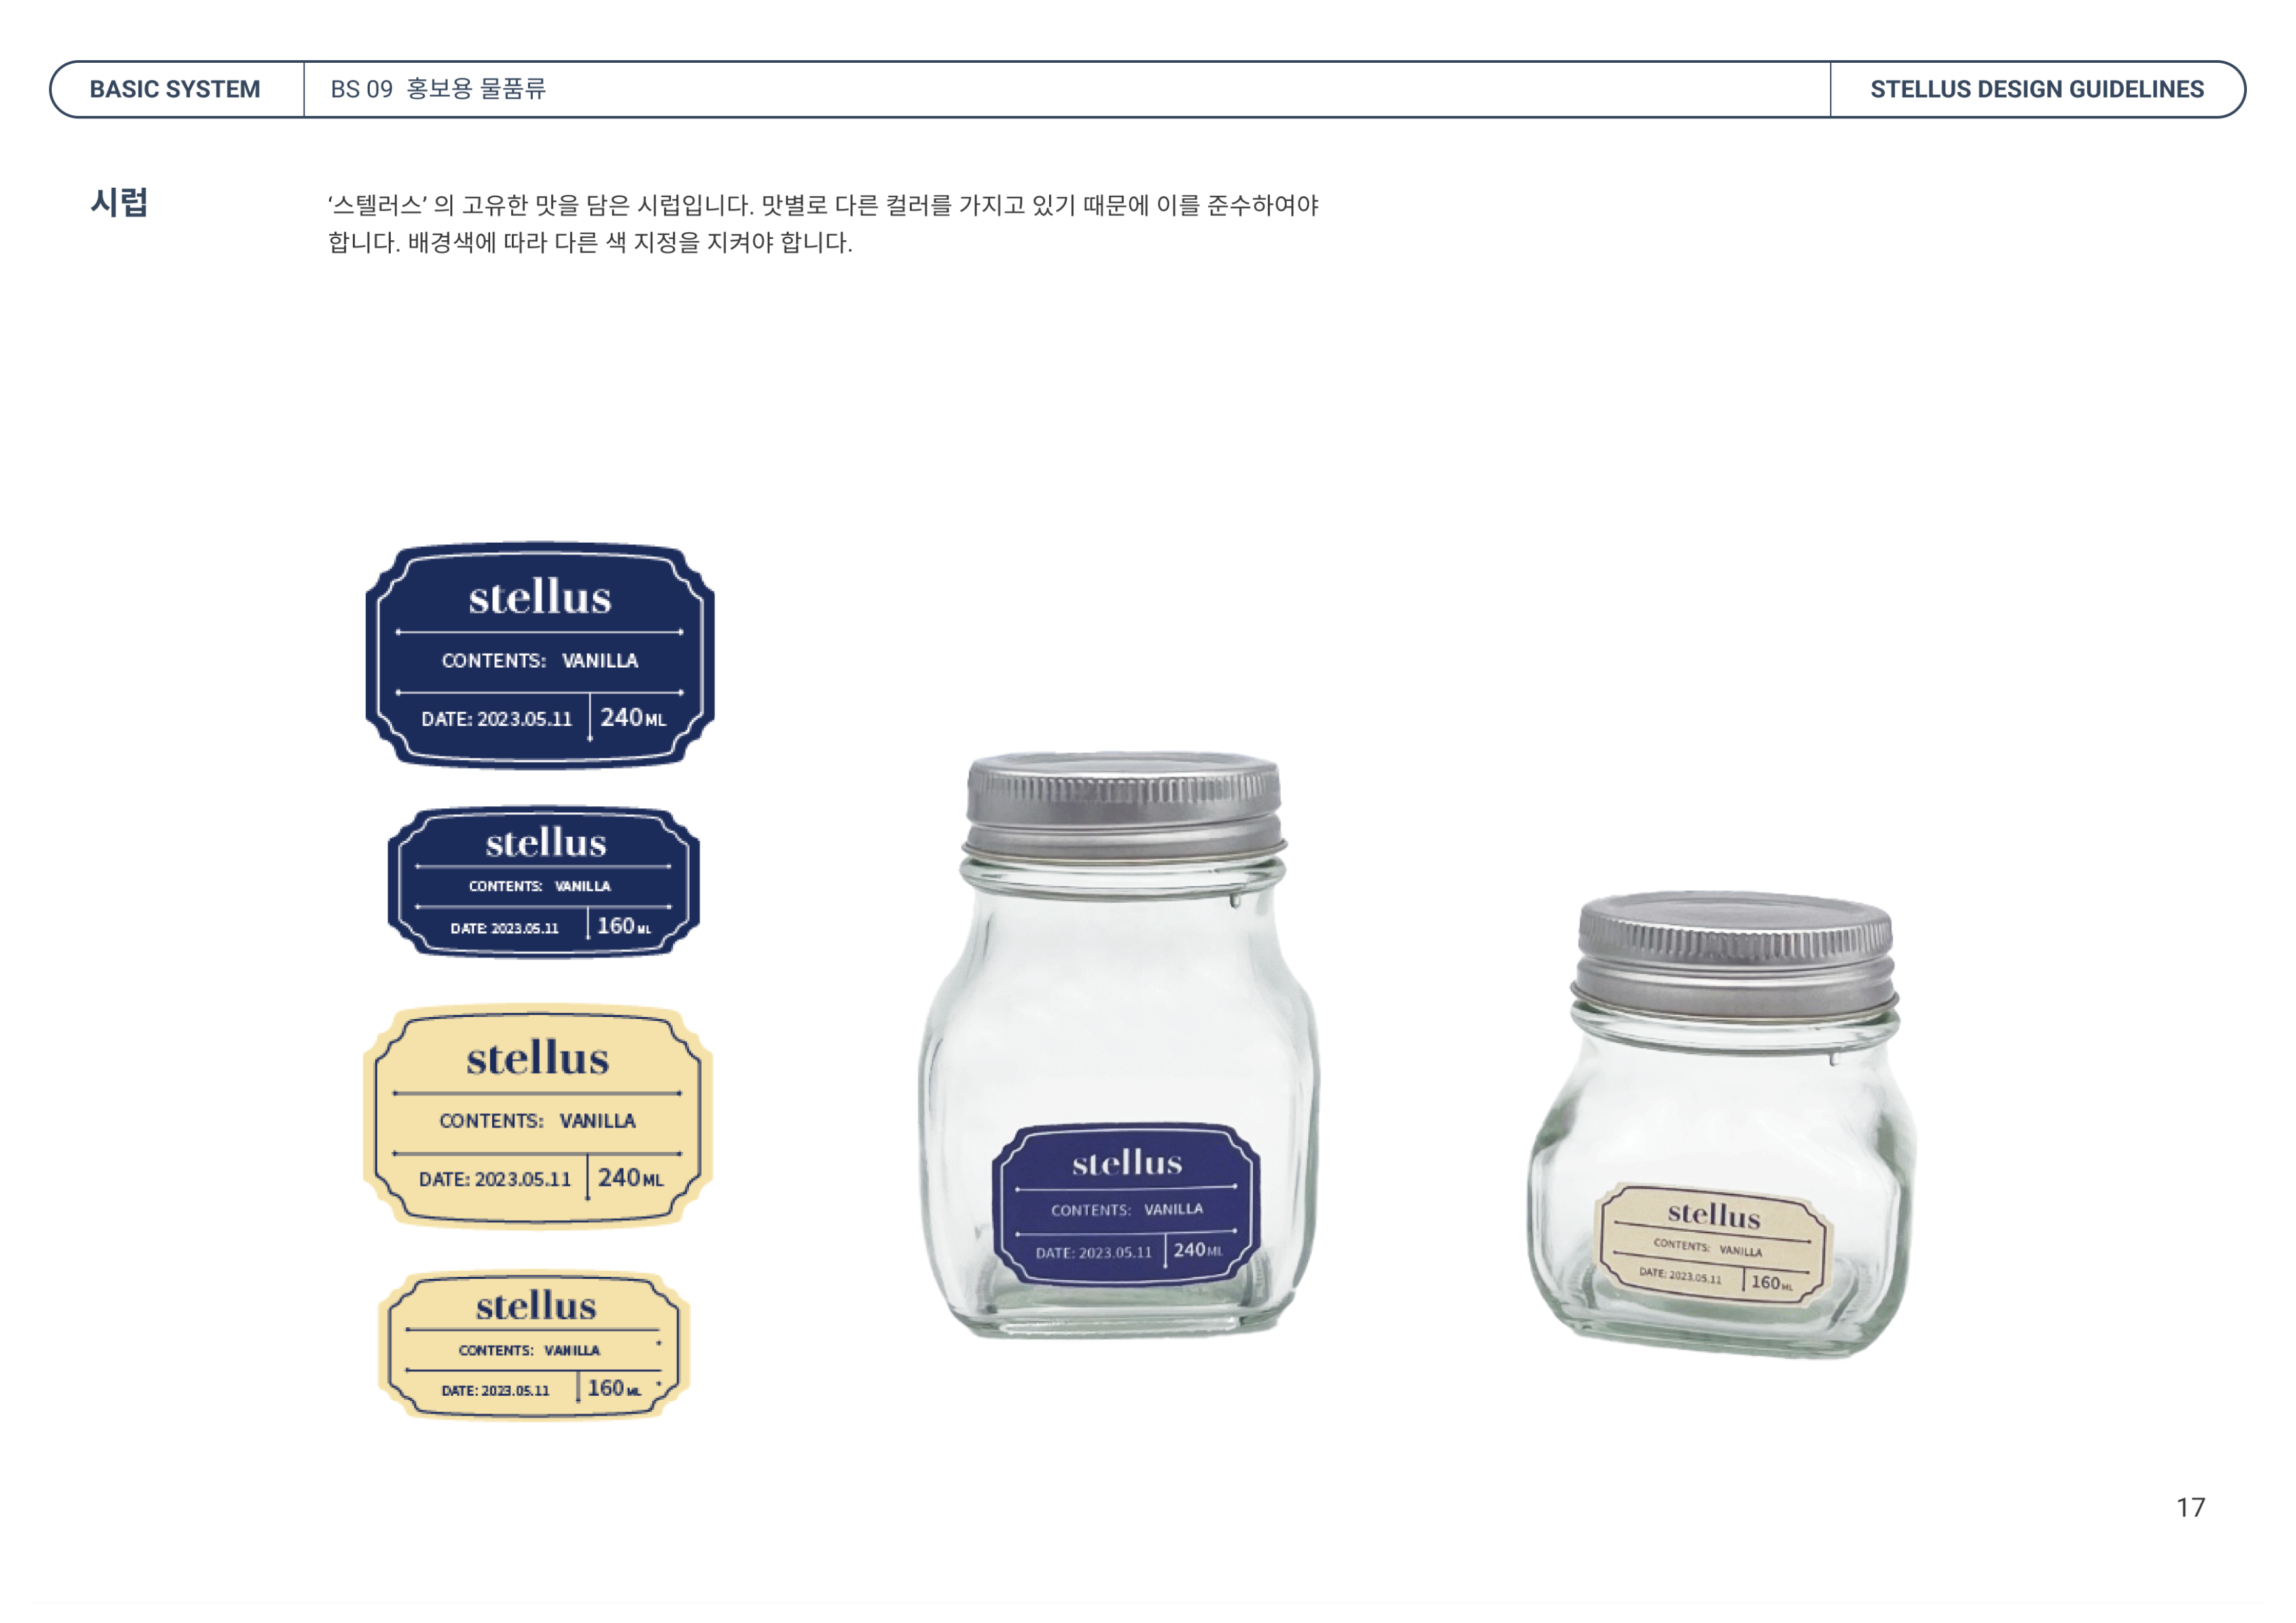 BASIC SYSTEM
BS 09 홍보용 물품류
STELLUS DESIGN GUIDELINES
시럽
‘스텔러스’ 의 고유한 맛을 담은 시럽입니다. 맛별로 다른 컬러를 가지고 있기 때문에 이를 준수하여야
합니다. 배경색에 따라 다른 색 지정을 지켜야 합니다.
stellus
CONTENTS: VANILLA
DATE: 2023.05.11 240ML
stellus
CONTENTS: VANILLA
DATE: 2023.05.11 160ML
stellus
CONTENTS: VANILLA
DATE: 2023.05.11 240ML
stellus
CONTENTS: VANILLA
DATE: 2023.05.11 160ML
stellus
CONTENTS: VANILLA
DATE: 2023.05.11 240ML
stellus
CONTENTS: VANILLA
DATE: 2023.05.11 160ML
17